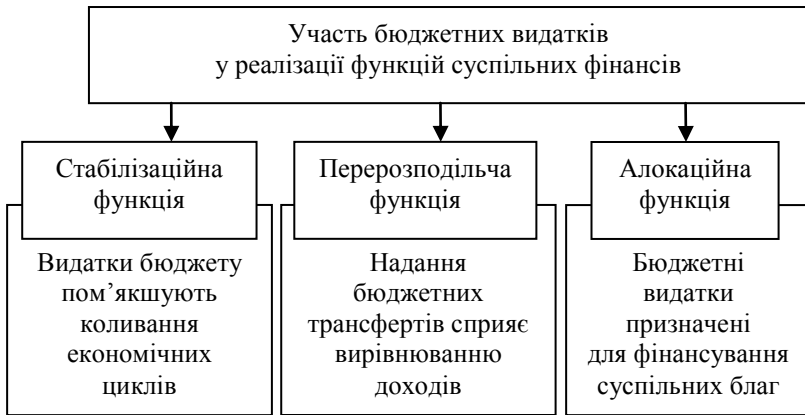 Участь бюджетних видатків
у реалізації функцій суспільних фінансів
Стабілізаційна
функція
Видатки бюджету
пом’якшують
коливання
економічних
циклів
Перерозподільча
функція
Надання
бюджетних
трансфертів сприяє
вирівнюванню
доходів
Алокаційна
функція
Бюджетні
видатки
призначені
для фінансування
суспільних благ